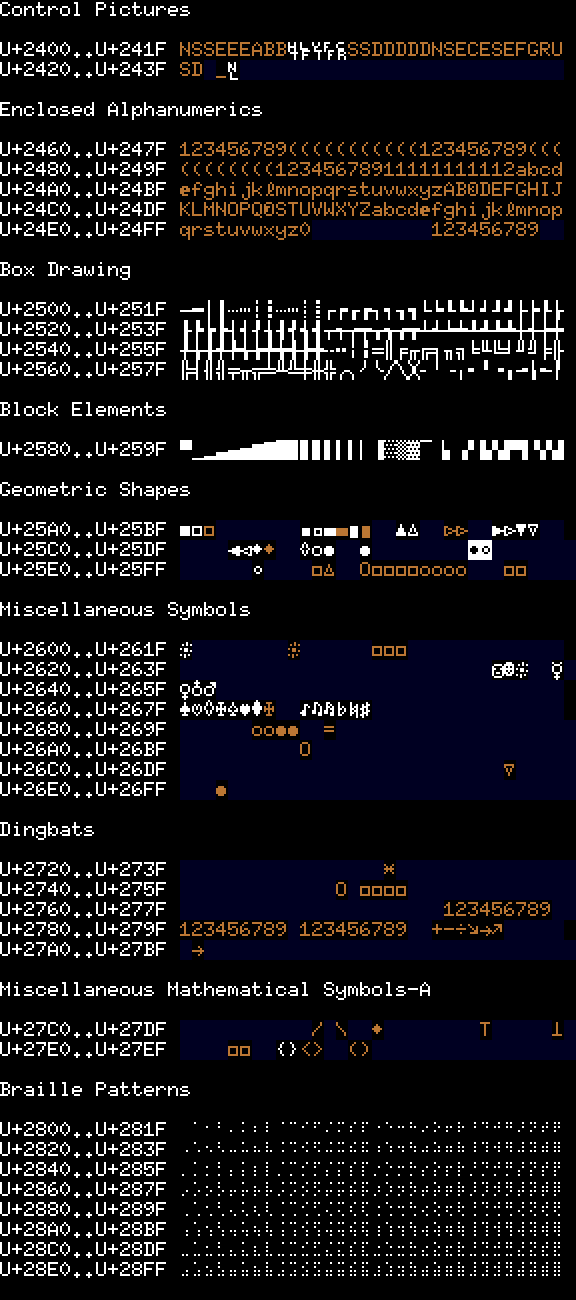 Control Pictures
U+2400..U+241F NSSEEEABB␉␊␋␌␍SSDDDDDNSECESEFGRU
U+2420..U+243F SD _␤
Enclosed Alphanumerics
U+2460..U+247F 123456789(((((((((((123456789(((
U+2480..U+249F ((((((((12345678911111111112abcd
U+24A0..U+24BF efghijkℓmnopqrstuvwxyzAB©DEFGHIJ
U+24C0..U+24DF KLMNOPQ®STUVWXYZabcdefghijkℓmnop
U+24E0..U+24FF qrstuvwxyz0 123456789
Box Drawing
U+2500..U+251F
U+2520..U+253F
U+2540..U+255F
U+2560..U+257F
Block Elements
U+2580..U+259F
Geometric Shapes
U+25A0..U+25BF
U+25C0..U+25DF
U+25E0..U+25FF
Miscellaneous Symbols
U+2600..U+261F
U+2620..U+263F
U+2640..U+265F ♀♁♂
U+2660..U+267F
U+2680..U+269F
U+26A0..U+26BF
U+26C0..U+26DF
U+26E0..U+26FF
Dingbats
U+2720..U+273F
U+2740..U+275F
U+2760..U+277F 123456789
U+2780..U+279F 123456789 123456789 +−÷↘→↗
U+27A0..U+27BF →
Miscellaneous Mathematical Symbols-A
U+27C0..U+27DF
U+27E0..U+27EF
Braille Patterns
U+2800..U+281F
U+2820..U+283F
U+2840..U+285F
U+2860..U+287F
U+2880..U+289F
U+28A0..U+28BF
U+28C0..U+28DF
U+28E0..U+28FF